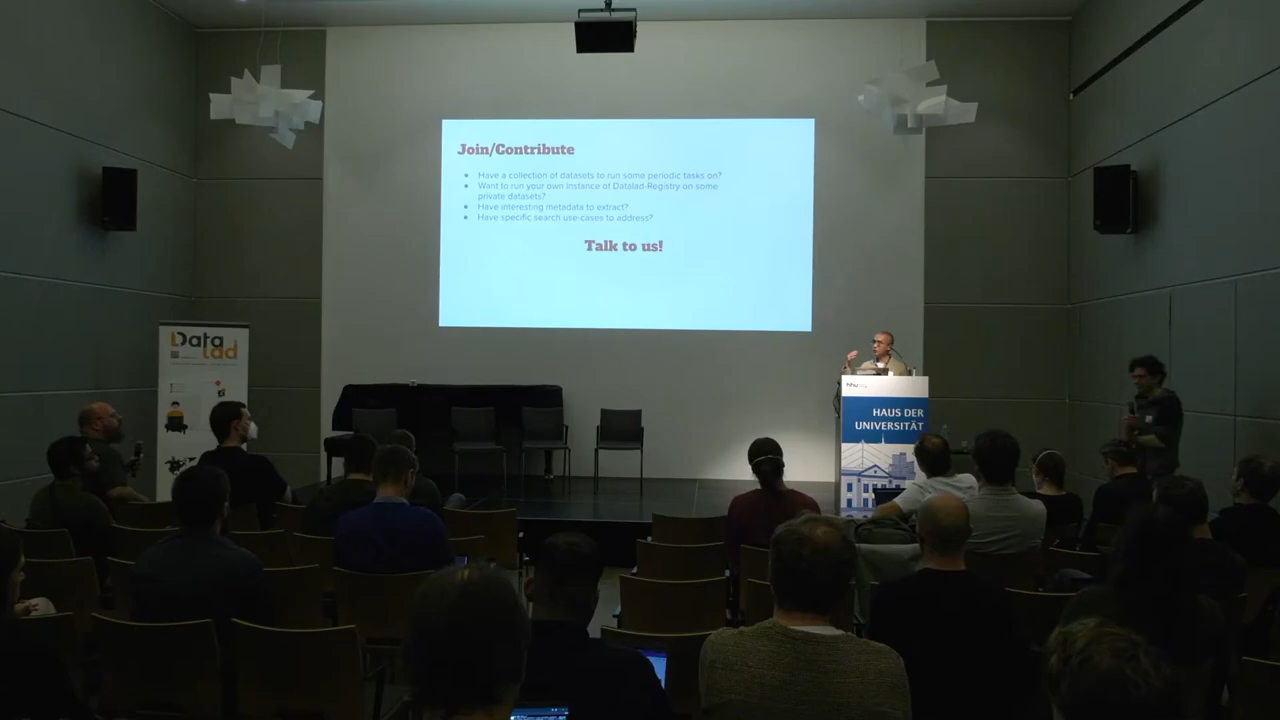 Join/Contribute
Have a collection of datasets to run some periodic tasks on?
Want to run your own instance of Datalad-Registry on some
private datasets?
Have interesting metadata to extract?
Have specific search use-cases to address?
Talk to us!
Data
lad
hhu
HAUS DER
UNIVERSITÄT